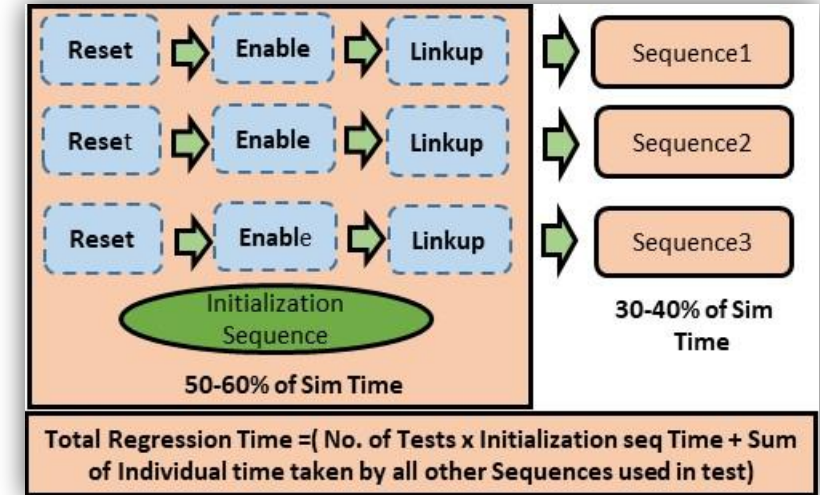 Reset Enable Linkup Sequence1
Reset Enable Linkup Sequence2
Reset Enable Linkup Sequence3
Initialization
Sequence
50-60% of Sim Time
30-40% of Sim
Time
Total Regression Time =( No. of Tests x Initialization seq Time + Sum
of Individual time taken by all other Sequences used in test)